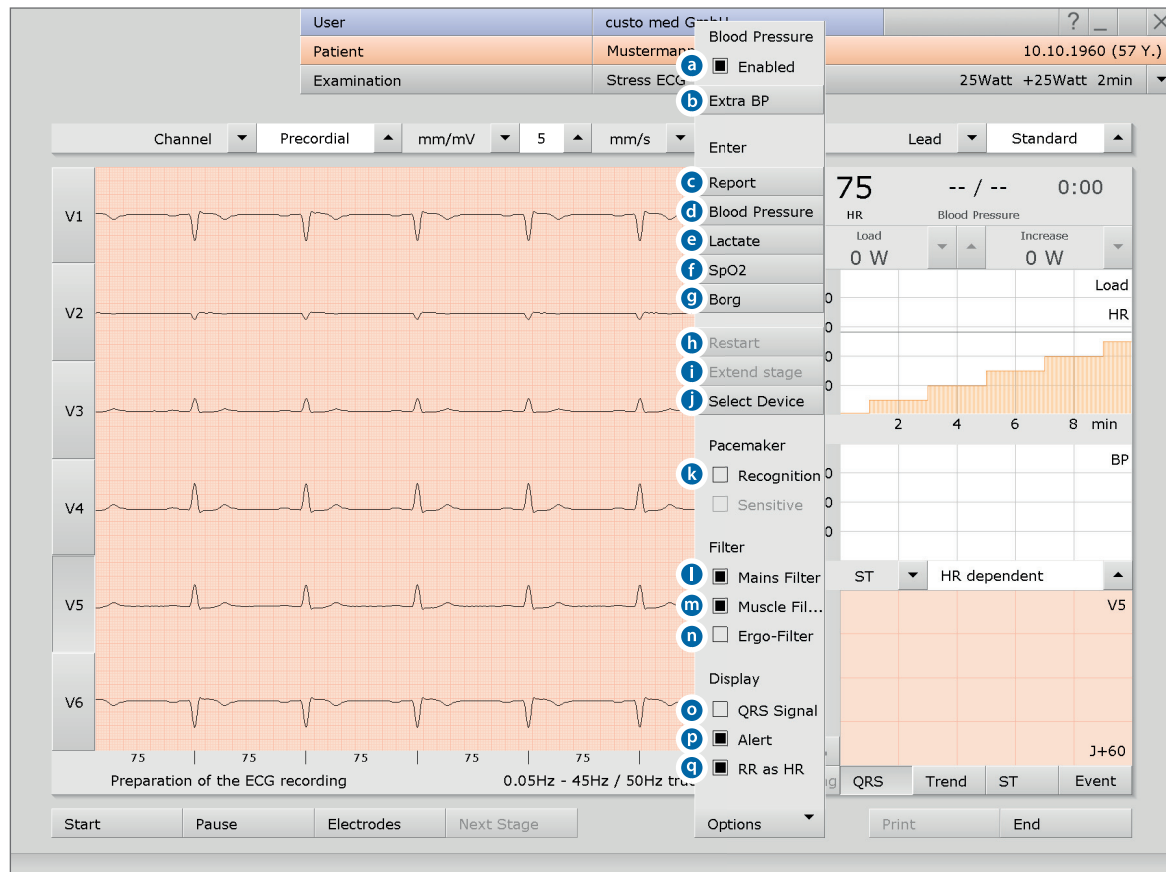 User custo med GmbH ? _ X
Patient Mustermann 10.10.1960 (57 Y.)
Examination Stress ECG 25Watt +25Watt 2min
Channel Precordial mm/mV 5 mm/s Lead Standard
Blood Pressure
a Enabled
b Extra BP
Enter
c Report
d Blood Pressure
e Lactate
f SpO2
g Borg
h Restart
i Extend stage
j Select Device
Pacemaker
k Recognition
Sensitive
Filter
l Mains Filter
m Muscle Fil...
n Ergo-Filter
Display
o QRS Signal
p Alert
q RR as HR
Options
V1
V2
V3
V4
V5
V6
75 75 75 75 75
Preparation of the ECG recording 0.05Hz - 45Hz / 50Hz
75 -- / -- 0:00
HR Blood Pressure
Load Increase
0 W 0 W
Load
HR
2 4 6 8 min
BP
ST HR dependent
V5
J+60
QRS Trend ST Event
Start Pause Electrodes Next Stage Print End